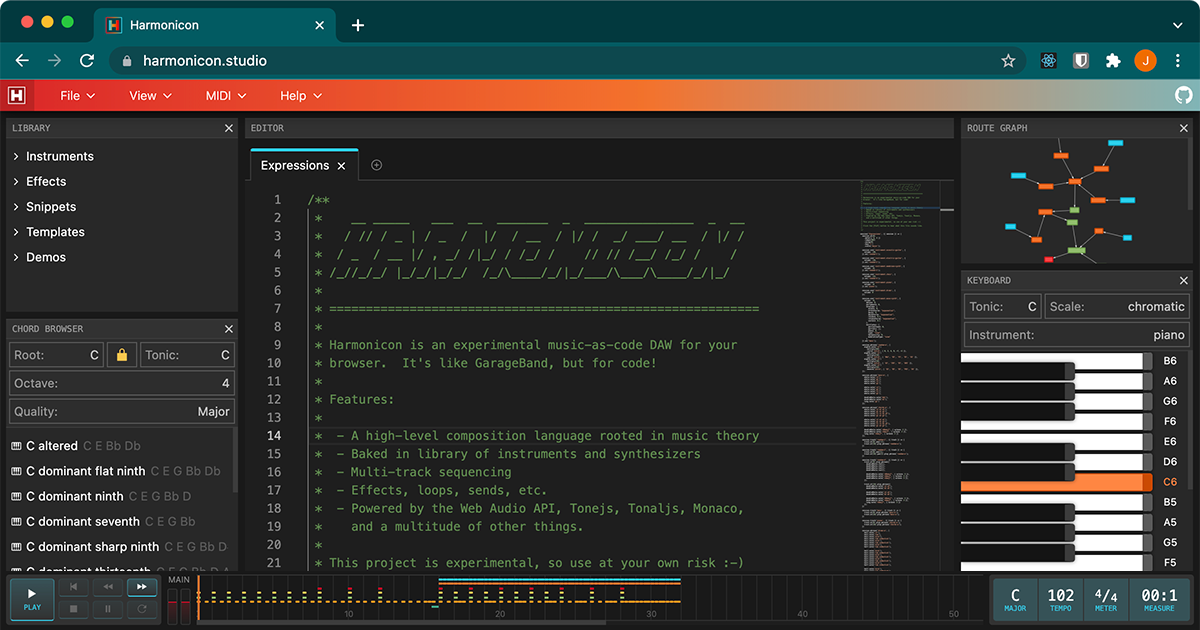 Harmonicon
harmonicon.studio
J
H
File
View
MIDI
Help
LIBRARY
Instruments
Effects
Snippets
Templates
Demos
CHORD BROWSER
Root: C
Tonic: C
Octave: 4
Quality: Major
C altered C E Bb Db
C dominant flat ninth C E G Bb Db
C dominant ninth C E G Bb D
C dominant seventh C E G Bb
C dominant sharp ninth C E G Bb D
C dominant thirteenth C E G Bb D A
EDITOR
Expressions
1 /**
2 *
3 *
4 *
5 *
6 *
7 * ===========================================================
8 *
9 * Harmonicon is an experimental music-as-code DAW for your
10 * browser.  It's like GarageBand, but for code!
11 *
12 * Features:
13 *
14 * - A high-level composition language rooted in music theory
15 * - Baked in library of instruments and synthesizers
16 * - Multi-track sequencing
17 * - Effects, loops, sends, etc.
18 * - Powered by the Web Audio API, Tonejs, Tonaljs, Monaco,
19 * and a multitude of other things.
20 *
21 * This project is experimental, so use at your own risk :-)
ROUTE GRAPH
KEYBOARD
Tonic: C
Scale: chromatic
Instrument: piano
B6
A6
G6
F6
E6
D6
C6
B5
A5
G5
F5
PLAY
MAIN
10
20
30
40
50
C
MAJOR
102
TEMPO
4/4
METER
00:1
MEASURE